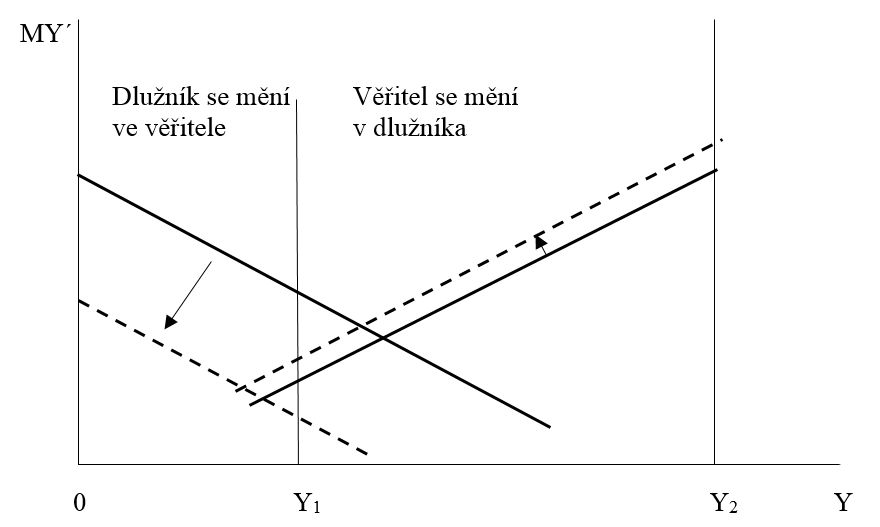 MY´
Dlužník se mění
ve věřitele
Věřitel se mění
v dlužníka
0
Y₁
Y₂
Y